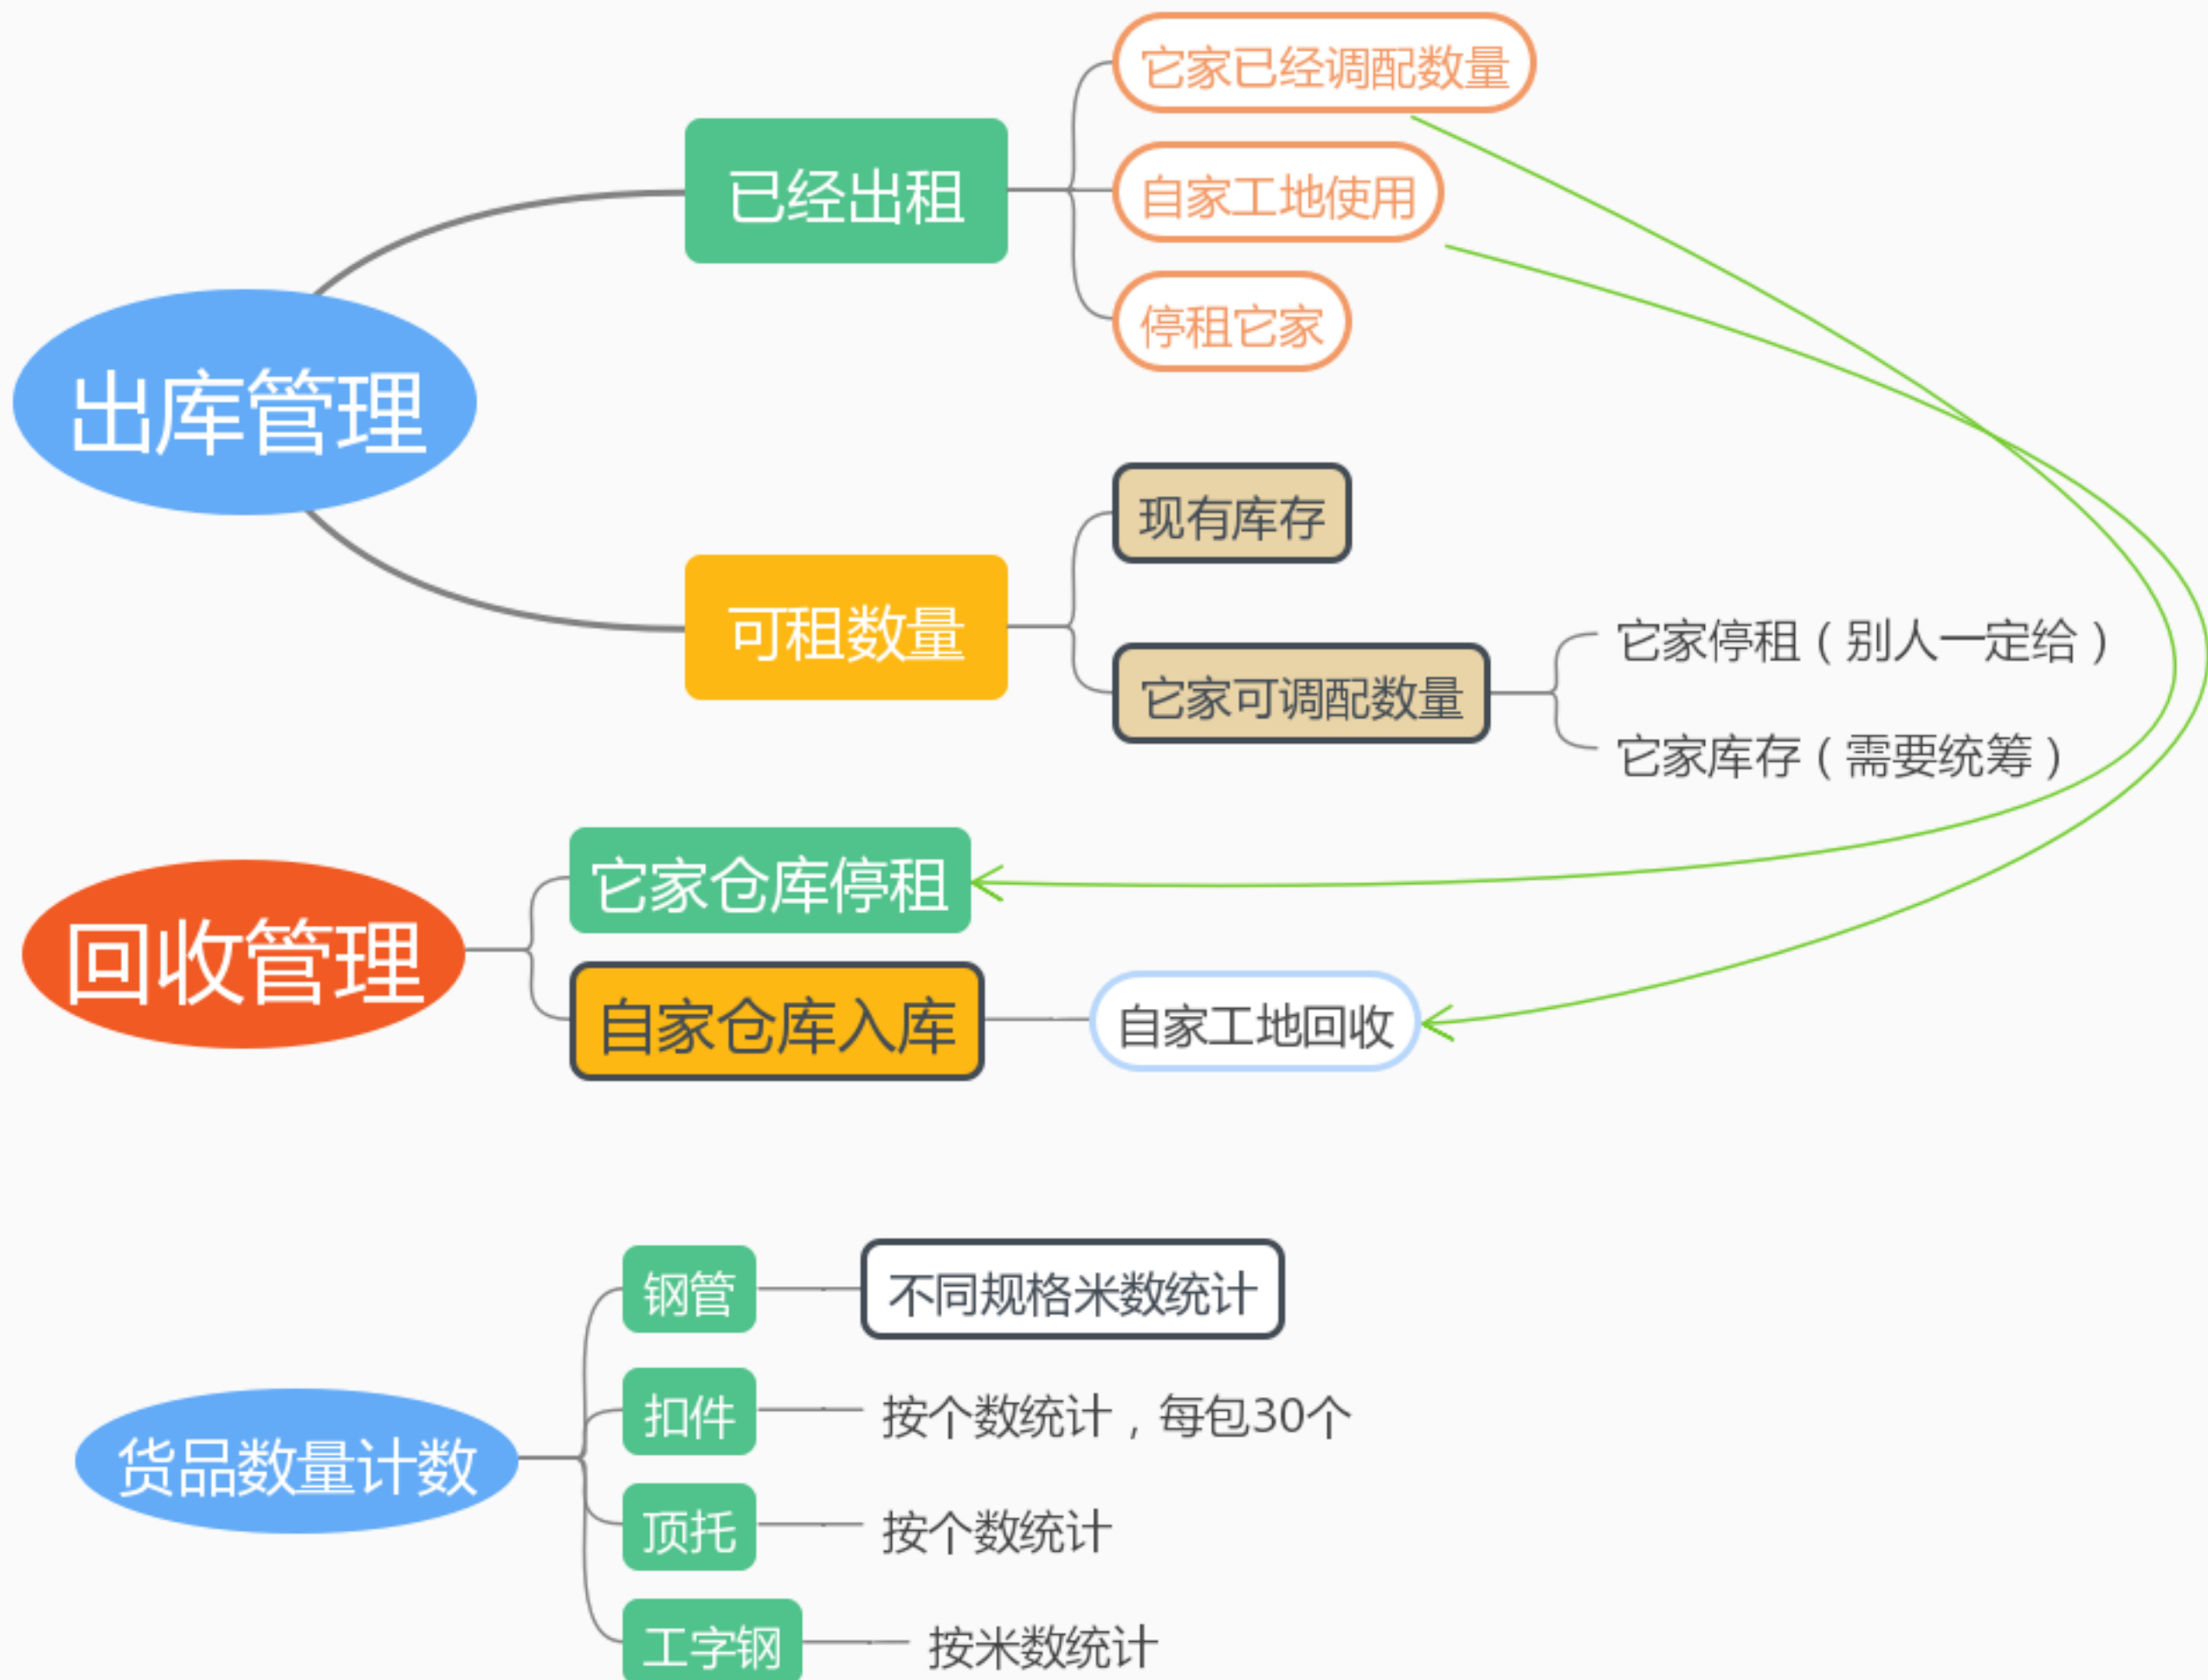 它家已经调配数量
已经出租
自家工地使用
停租它家
出库管理
现有库存
可租数量
它家停租（别人一定给）
它家可调配数量
它家库存（需要统筹）
它家仓库停租
回收管理
自家仓库入库
自家工地回收
钢管
不同规格米数统计
扣件
按个数统计，每包30个
货品数量计数
顶托
按个数统计
工字钢
按米数统计